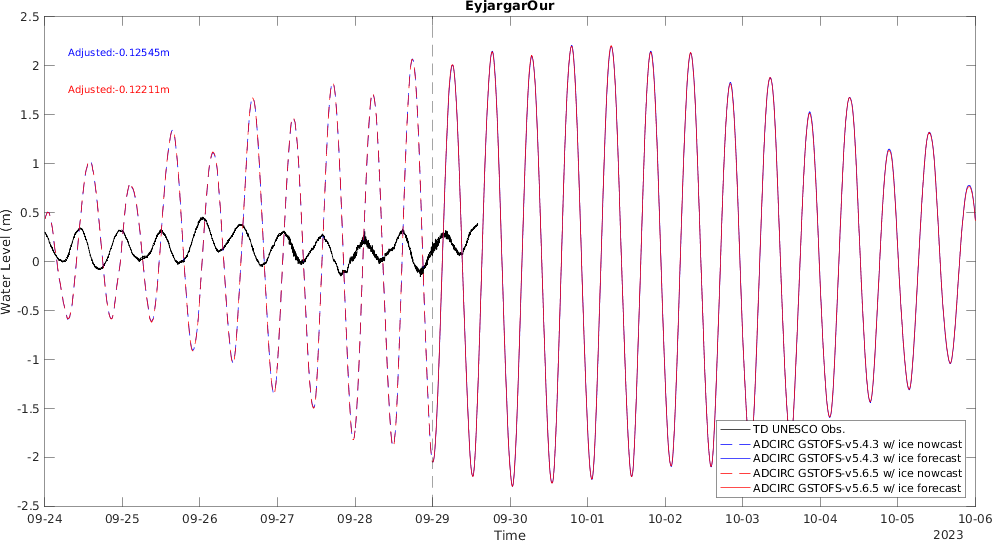 EyjargarOur
Adjusted:-0.12545m
Adjusted:-0.12211m
Water Level (m)
2.5
2
1.5
1
0.5
0
-0.5
-1
-1.5
-2
-2.5
TD UNESCO Obs.
ADCIRC GSTOFS-v5.4.3 w/ ice nowcast
ADCIRC GSTOFS-v5.4.3 w/ ice forecast
ADCIRC GSTOFS-v5.6.5 w/ ice nowcast
ADCIRC GSTOFS-v5.6.5 w/ ice forecast
09-24 09-25 09-26 09-27 09-28 09-29 09-30 10-01 10-02 10-03 10-04 10-05 10-06
Time
2023